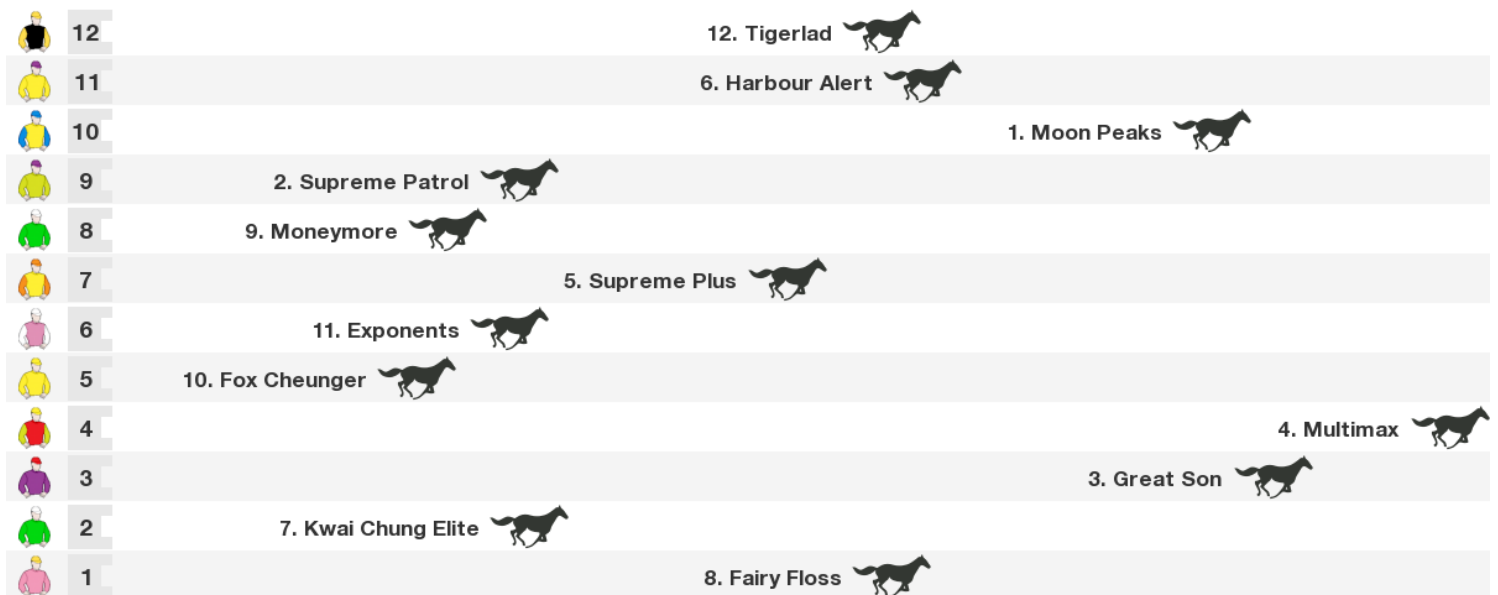 12 12. Tigerlad
11 6. Harbour Alert
10 1. Moon Peaks
9 2. Supreme Patrol
8 9. Moneymore
7 5. Supreme Plus
6 11. Exponents
5 10. Fox Cheunger
4 4. Multimax
3 3. Great Son
2 7. Kwai Chung Elite
1 8. Fairy Floss